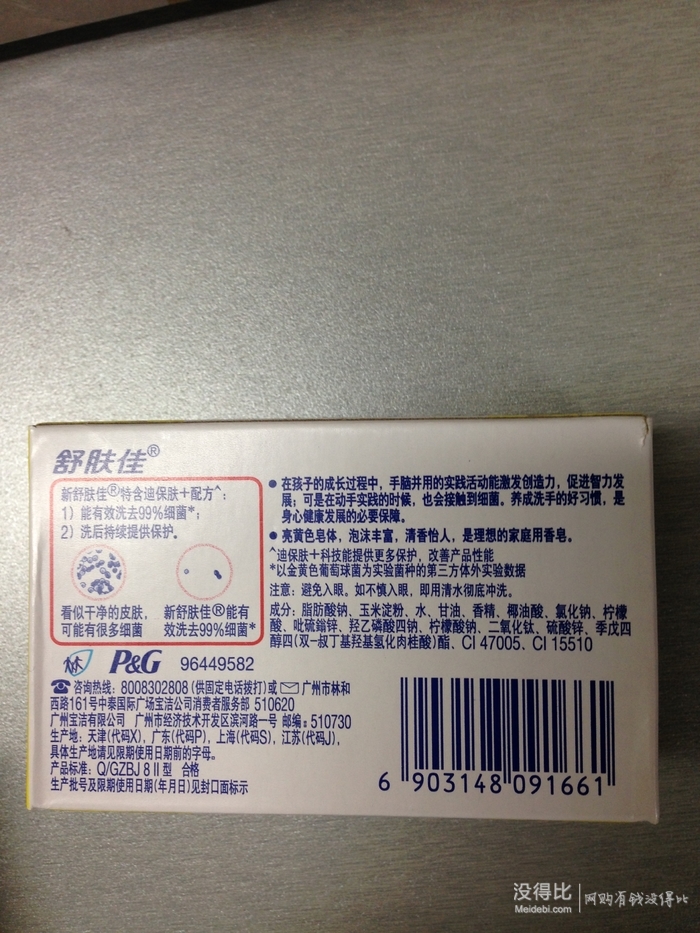 舒肤佳®
新舒肤佳®特含迪保肤+配方^:
1) 能有效洗去99%细菌*;
2) 洗后持续提供保护。
看似干净的皮肤,
可能有很多细菌
新舒肤佳®能有
效洗去99%细菌*
● 在孩子的成长过程中，手脑并用的实践活动能激发创造力，促进智力发
展；可是在动手实践的时候，也会接触到细菌。养成洗手的好习惯，是
身心健康发展的必要保障。
● 亮黄色皂体，泡沫丰富，清香怡人，是理想的家庭用香皂。
^迪保肤+科技能提供更多保护，改善产品性能
*以金黄色葡萄球菌为实验菌种的第三方体外实验数据
注意：避免入眼。如不慎入眼，即用清水彻底冲洗。
成分：脂肪酸钠、玉米淀粉、水、甘油、香精、椰油酸、氯化钠、柠檬
酸、吡硫鎓锌、羟乙磷酸四钠、柠檬酸钠、二氧化钛、硫酸锌、季戊四
醇四(双-叔丁基羟基氢化肉桂酸)酯、CI 47005、CI 15510
P&G 96449582
咨询热线：8008302808 (供固定电话拨打) 或 广州市林和
西路161号中泰国际广场宝洁公司消费者服务部 510620
广州宝洁有限公司 广州市经济技术开发区滨河路一号 邮编：510730
生产地：天津(代码X)，广东(代码P)，上海(代码S)，江苏(代码J)，
具体生产地请见限期使用日期前的字母。
产品标准：Q/GZBJ 8 II 型 合格
生产批号及限期使用日期(年月日)见封口面标示
6 903148 091661
没得比
Meidebi.com
网购有钱没得比